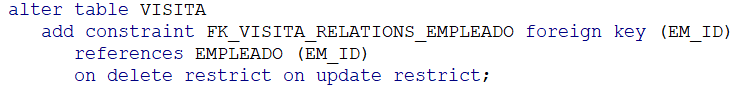 alter table VISITA
add constraint FK_VISITA_RELATIONS_EMPLEADO foreign key (EM_ID)
references EMPLEADO (EM_ID)
on delete restrict on update restrict;